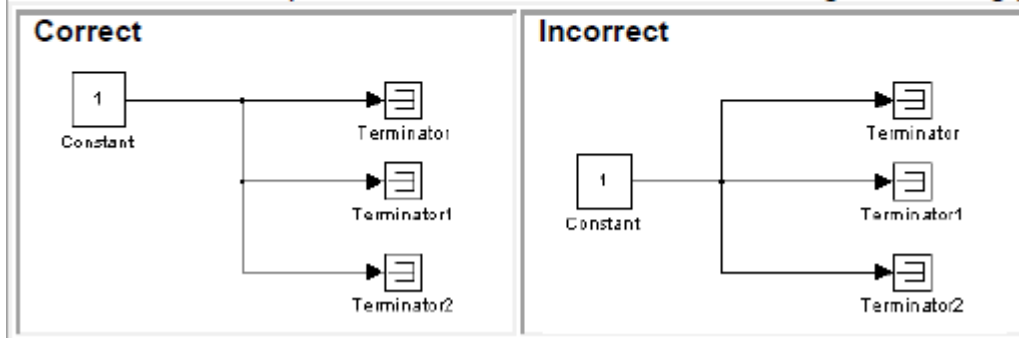 Correct
1
Constant
Terminator
Terminator1
Terminator2
Incorrect
1
Constant
Terminator
Terminator1
Terminator2